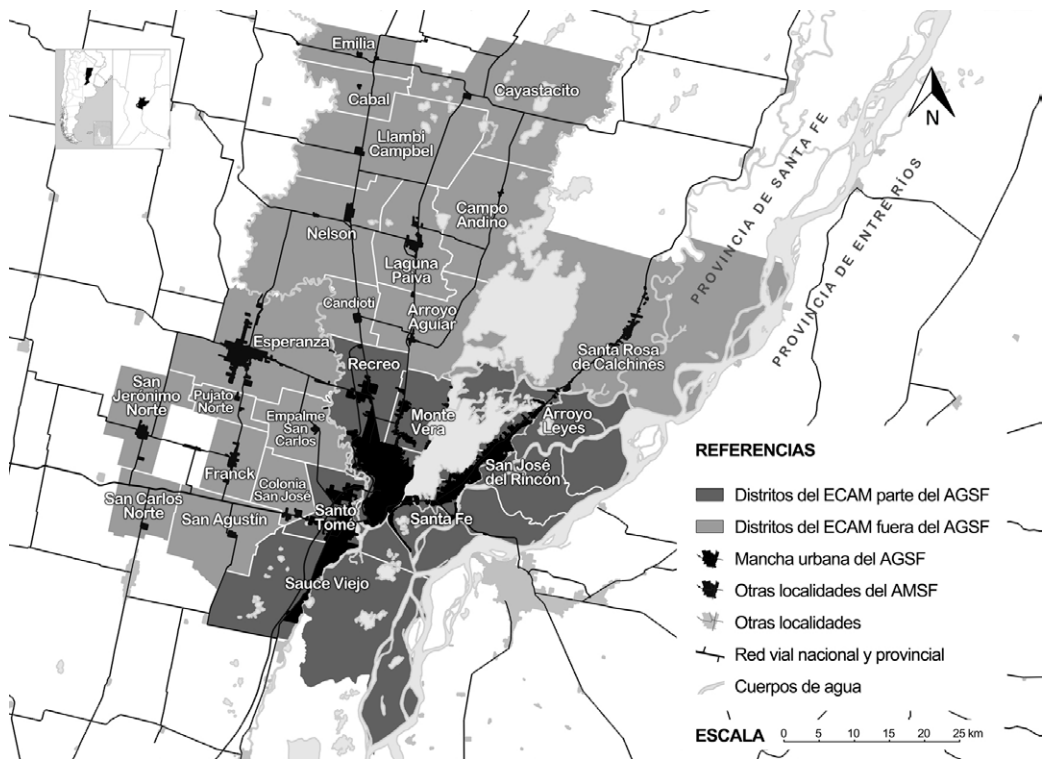 Emilia
Cayastacito
Cabal
Llambi
Campbel
N
PROVINCIA DE SANTA FE
PROVINCIA DE ENTRE RÍOS
Campo
Andino
Nelson
Laguna
Paiva
Candioti
Arroyo
Aguiar
Esperanza
Santa Rosa
de Calchines
Recreo
San
Jerónimo
Norte
Pujato
Norte
Empalme
San
Carlos
Monte
Vera
Arroyo
Leyes
Franck
Colonia
San José
San José
del Rincón
San Carlos
Norte
San Agustín
Santo
Tomé
Santa Fe
Sauce Viejo
REFERENCIAS
Distritos del ECAM parte del AGSF
Distritos del ECAM fuera del AGSF
Mancha urbana del AGSF
Otras localidades del AMSF
Otras localidades
Red vial nacional y provincial
Cuerpos de agua
ESCALA 0 5 10 15 20 25 km